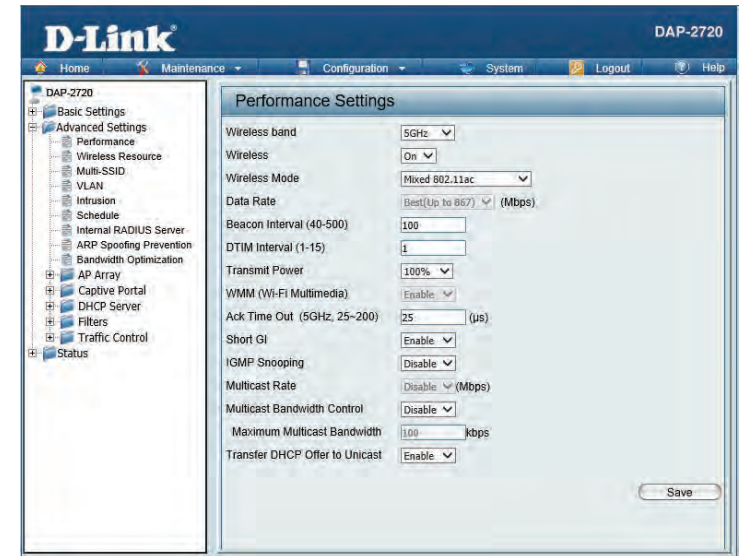 D-Link
DAP-2720
Home Maintenance Configuration System Logout Help
DAP-2720
Basic Settings
Advanced Settings
Performance
Wireless Resource
Multi-SSID
VLAN
Intrusion
Schedule
Internal RADIUS Server
ARP Spoofing Prevention
Bandwidth Optimization
AP Array
Captive Portal
DHCP Server
Filters
Traffic Control
Status
Performance Settings
Wireless band 5GHz
Wireless On
Wireless Mode Mixed 802.11ac
Data Rate Best(Up to 867) (Mbps)
Beacon Interval (40-500) 100
DTIM Interval (1-15) 1
Transmit Power 100%
WMM (Wi-Fi Multimedia) Enable
Ack Time Out (5GHz, 25~200) 25 (μs)
Short GI Enable
IGMP Snooping Disable
Multicast Rate Disable (Mbps)
Multicast Bandwidth Control Disable
Maximum Multicast Bandwidth 100 kbps
Transfer DHCP Offer to Unicast Enable
Save